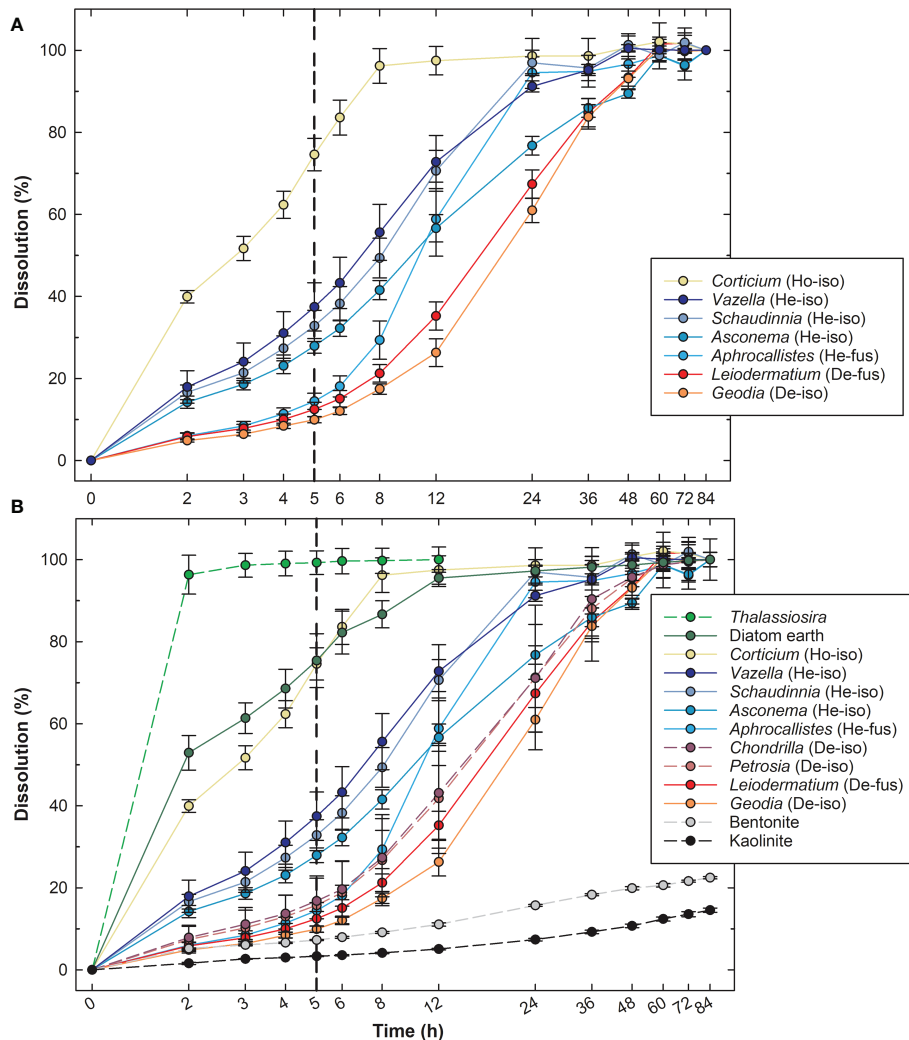 A
100
80
60
40
20
0
Dissolution (%)
Corticium (Ho-iso)
Vazella (He-iso)
Schaudinnia (He-iso)
Asconema (He-iso)
Aphrocallistes (He-fus)
Leiodermatium (De-fus)
Geodia (De-iso)
0 2 3 4 5 6 8 12 24 36 48 60 72 84
B
100
80
60
40
20
0
Dissolution (%)
Thalassiosira
Diatom earth
Corticium (Ho-iso)
Vazella (He-iso)
Schaudinnia (He-iso)
Asconema (He-iso)
Aphrocallistes (He-fus)
Chondrilla (De-iso)
Petrosia (De-iso)
Leiodermatium (De-fus)
Geodia (De-iso)
Bentonite
Kaolinite
0 2 3 4 5 6 8 12 24 36 48 60 72 84
Time (h)